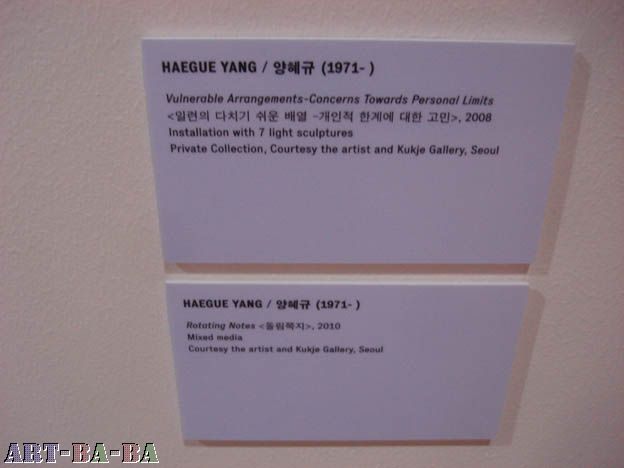 HAEGUE YANG / 양혜규 (1971- )
Vulnerable Arrangements-Concerns Towards Personal Limits
<일련의 다치기 쉬운 배열 -개인적 한계에 대한 고민>, 2008
Installation with 7 light sculptures
Private Collection, Courtesy the artist and Kukje Gallery, Seoul
HAEGUE YANG / 양혜규 (1971- )
Rotating Notes <돌림쪽지>, 2010
Mixed media
Courtesy the artist and Kukje Gallery, Seoul
ART-BA-BA